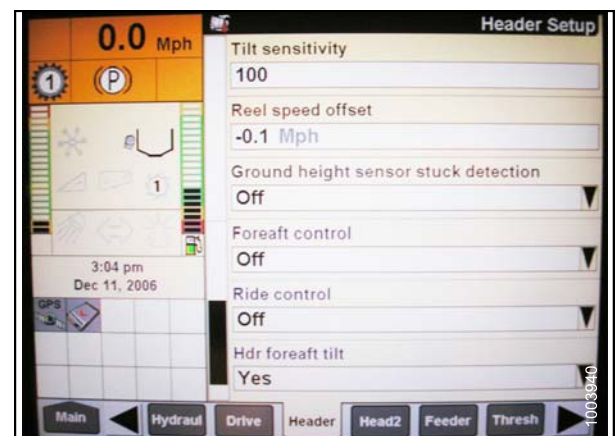 0.0 Mph
Header Setup
1
(P)
Tilt sensitivity
100
Reel speed offset
-0.1 Mph
Ground height sensor stuck detection
Off
1
Foreaft control
Off
3:04 pm
Dec 11, 2006
Ride control
Off
GPS
Hdr foreaft tilt
Yes
Main
Hydraul
Drive
Header
Head2
Feeder
Thresh
1003940